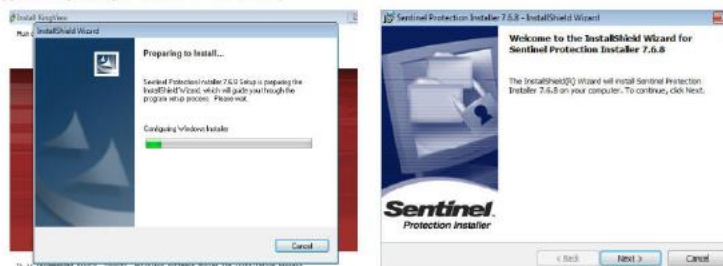 Install KingView
InstallShield Wizard
Preparing to Install...
Sentinel Protection Installer 7.6.8 Setup is preparing the
InstallShield Wizard, which will guide you through the
program setup process. Please wait.
Configuring Windows Installer
Cancel
Sentinel Protection Installer 7.6.8 - InstallShield Wizard
Welcome to the InstallShield Wizard for
Sentinel Protection Installer 7.6.8
The InstallShield(R) Wizard will install Sentinel Protection
Installer 7.6.8 on your computer. To continue, click Next.
Sentinel.
Protection Installer
< Back
Next >
Cancel